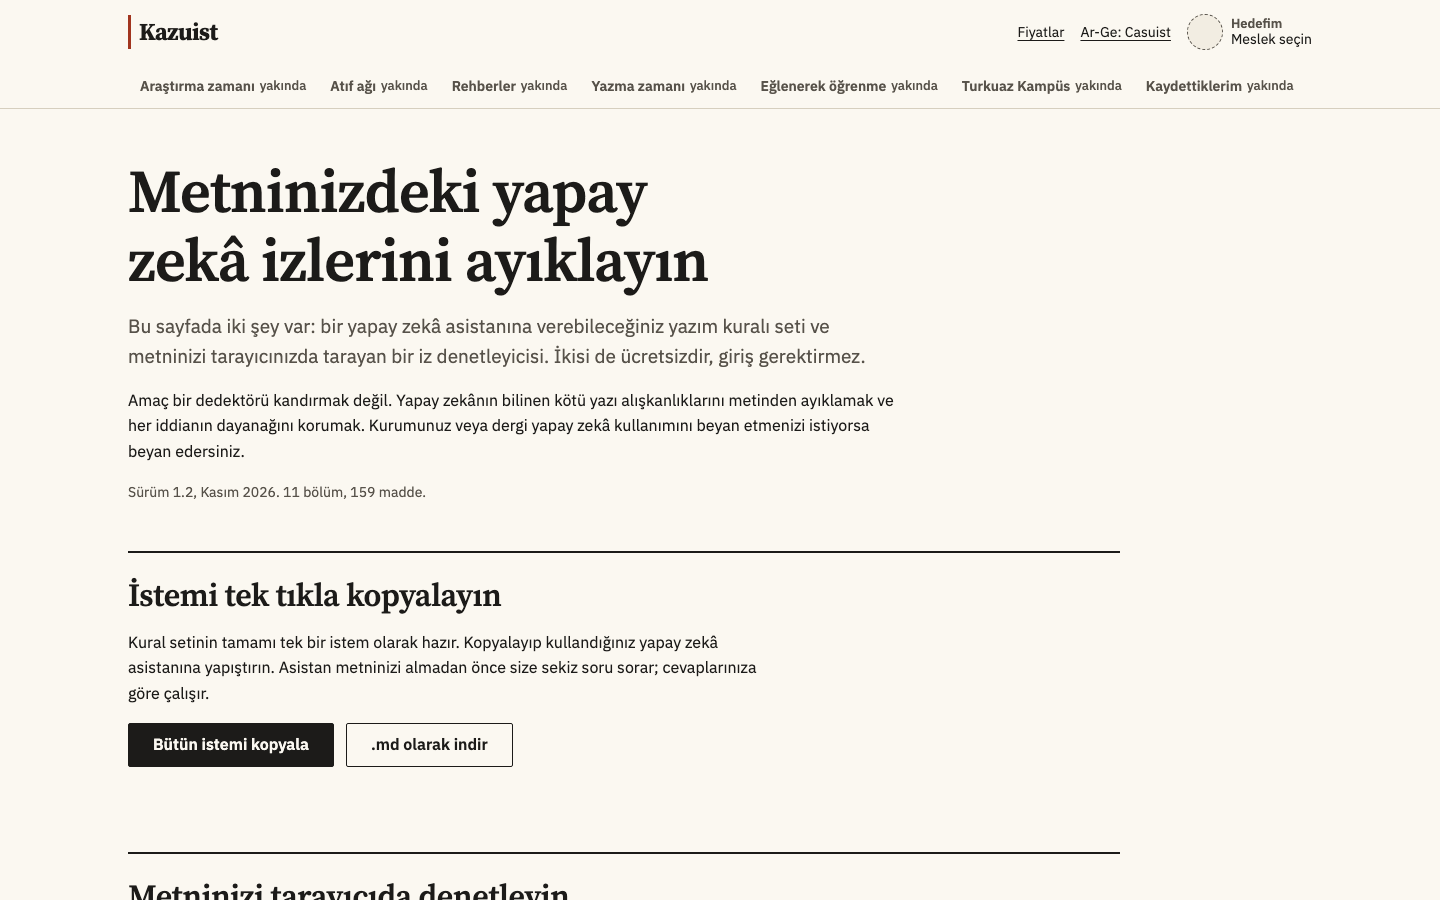 Kazuist
Fiyatlar Ar-Ge: Casuist Hedefim
Meslek seçin
Araştırma zamanı yakında Atıf ağı yakında Rehberler yakında Yazma zamanı yakında Eğlenerek öğrenme yakında Turkuaz Kampüs yakında Kaydettiklerim yakında
Metninizdeki yapay
zekâ izlerini ayıklayın
Bu sayfada iki şey var: bir yapay zekâ asistanına verebileceğiniz yazım kuralı seti ve
metninizi tarayıcınızda tarayan bir iz denetleyicisi. İkisi de ücretsizdir, giriş gerektirmez.
Amaç bir dedektörü kandırmak değil. Yapay zekânın bilinen kötü yazı alışkanlıklarını metinden ayıklamak ve
her iddianın dayanağını korumak. Kurumunuz veya dergi yapay zekâ kullanımını beyan etmenizi istiyorsa
beyan edersiniz.
Sürüm 1.2, Kasım 2026. 11 bölüm, 159 madde.
İstemi tek tıkla kopyalayın
Kural setinin tamamı tek bir istem olarak hazır. Kopyalayıp kullandığınız yapay zekâ
asistanına yapıştırın. Asistan metninizi almadan önce size sekiz soru sorar; cevaplarınıza
göre çalışır.
Bütün istemi kopyala .md olarak indir
Metninizi tarayıcıda denetleyin